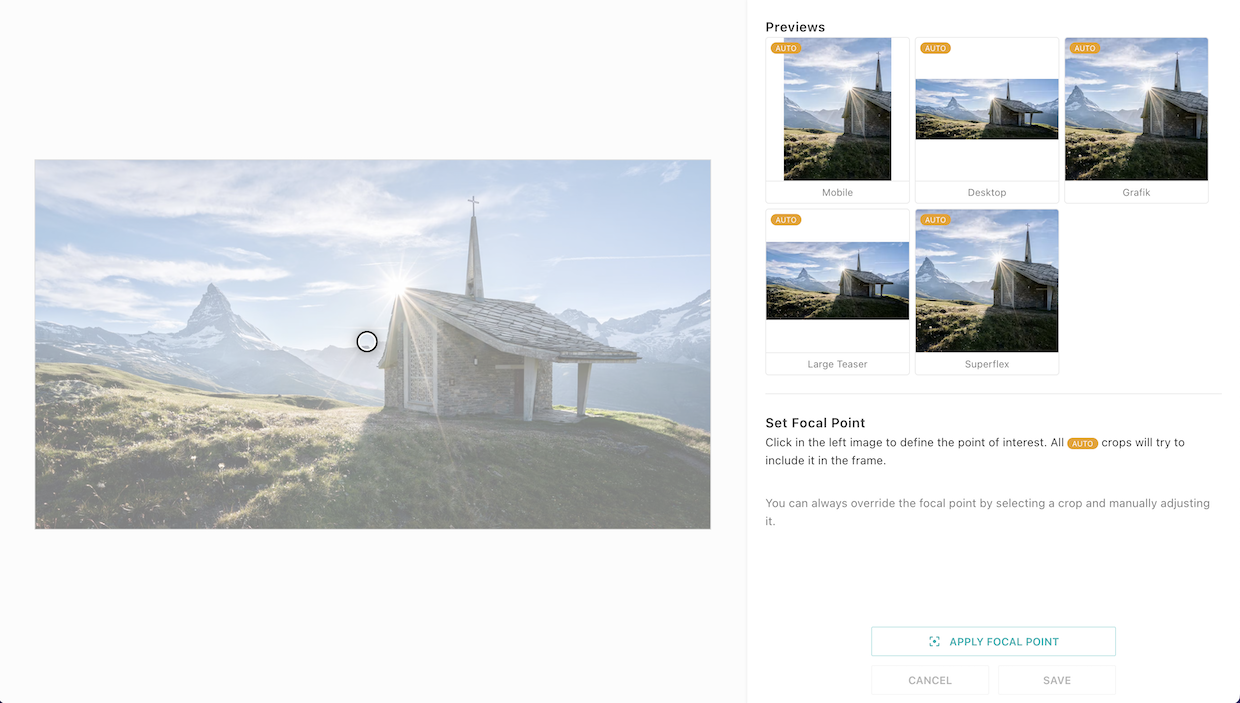 Previews
AUTO
AUTO
AUTO
Mobile
Desktop
Grafik
AUTO
AUTO
Large Teaser
Superflex
Set Focal Point
Click in the left image to define the point of interest. All AUTO crops will try to
include it in the frame.
You can always override the focal point by selecting a crop and manually adjusting
it.
APPLY FOCAL POINT
CANCEL
SAVE